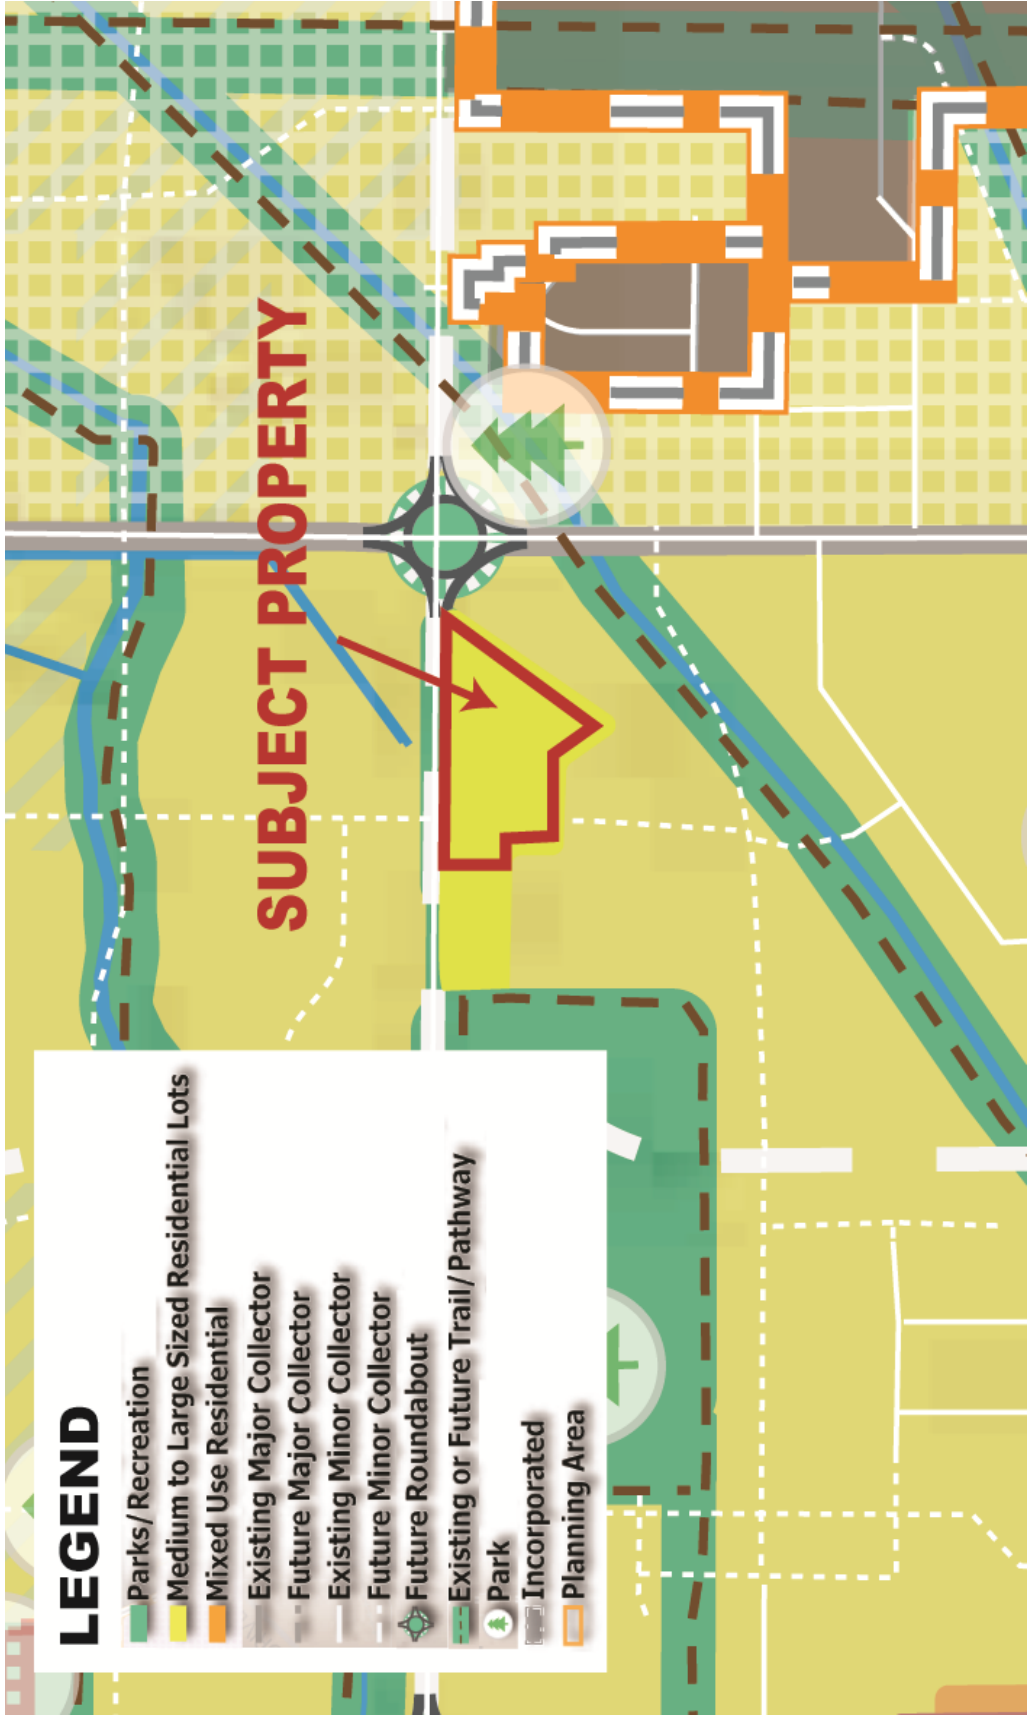 SUBJECT PROPERTY
LEGEND
Parks/Recreation
Medium to Large Sized Residential Lots
Mixed Use Residential
Existing Major Collector
Future Major Collector
Existing Minor Collector
Future Minor Collector
Future Roundabout
Existing or Future Trail/Pathway
Park
Incorporated
Planning Area